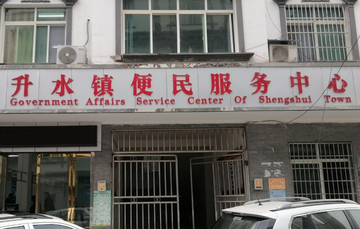 升水镇便民服务中心
Government Affairs Service Center Of Shengshui Town